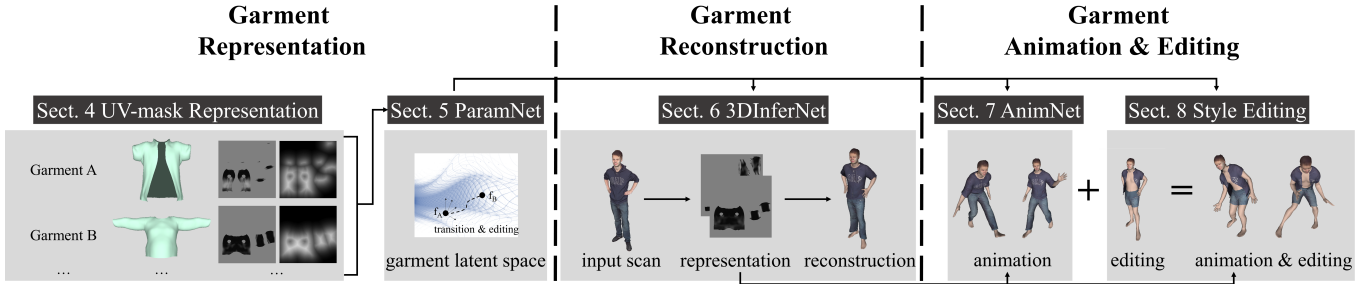 Garment
Representation
Garment
Reconstruction
Garment
Animation & Editing
Sect. 4 UV-mask Representation
Sect. 5 ParamNet
Sect. 6 3DInferNet
Sect. 7 AnimNet
Sect. 8 Style Editing
Garment A
Garment B
... ... ...
f_A
f_B
transition & editing
garment latent space
input scan
representation
reconstruction
animation
+
editing
=
animation & editing